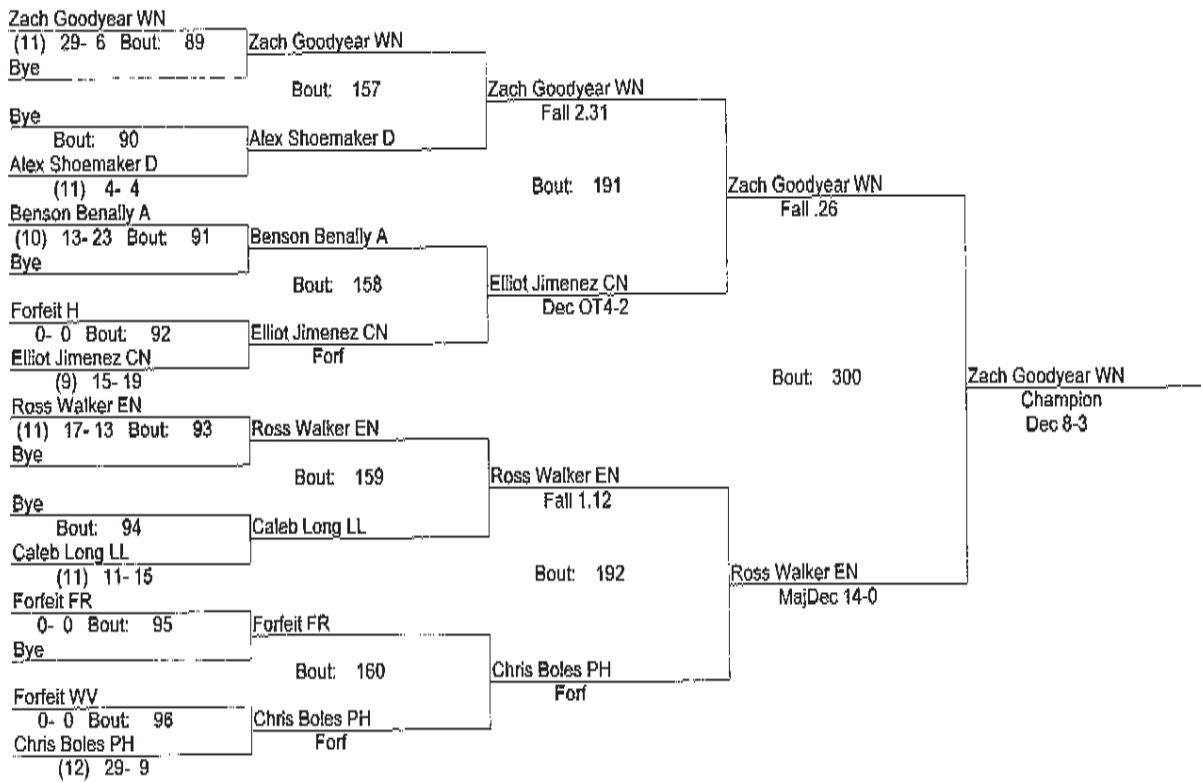 Zach Goodyear WN
(11) 29- 6 Bout: 89
Bye
Bye
Bout: 90
Alex Shoemaker D
(11) 4- 4
Benson Benally A
(10) 13- 23 Bout: 91
Bye
Forfeit H
0- 0 Bout: 92
Elliot Jimenez CN
(9) 15- 19
Ross Walker EN
(11) 17- 13 Bout: 93
Bye
Bye
Bout: 94
Caleb Long LL
(11) 11- 15
Forfeit FR
0- 0 Bout: 95
Bye
Forfeit WV
0- 0 Bout: 96
Chris Boles PH
(12) 29- 9
Zach Goodyear WN
Bout: 157
Alex Shoemaker D
Benson Benally A
Bout: 158
Elliot Jimenez CN
Forf
Ross Walker EN
Bout: 159
Caleb Long LL
Forfeit FR
Bout: 160
Chris Boles PH
Forf
Zach Goodyear WN
Fall 2.31
Bout: 191
Elliot Jimenez CN
Dec OT4-2
Ross Walker EN
Fall 1.12
Bout: 192
Chris Boles PH
Forf
Zach Goodyear WN
Fall .26
Bout: 300
Ross Walker EN
MajDec 14-0
Zach Goodyear WN
Champion
Dec 8-3